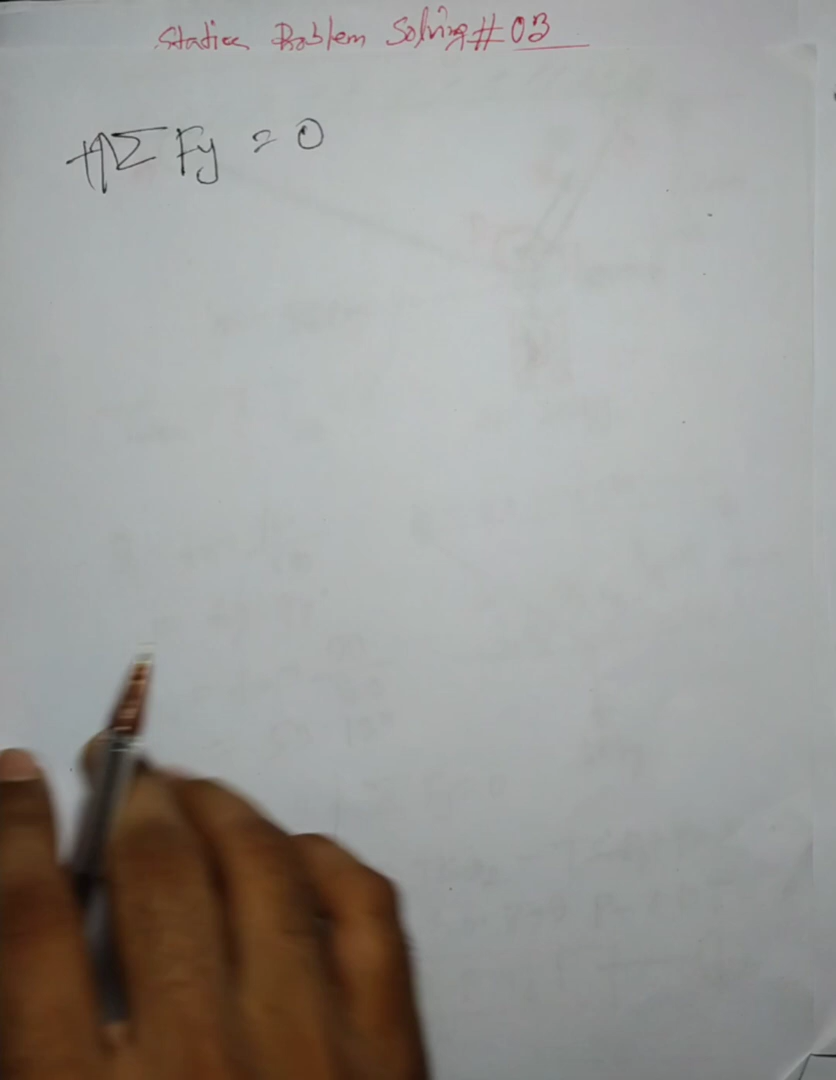 Statics Problem Solving # 03
+↑Σ Fy = 0